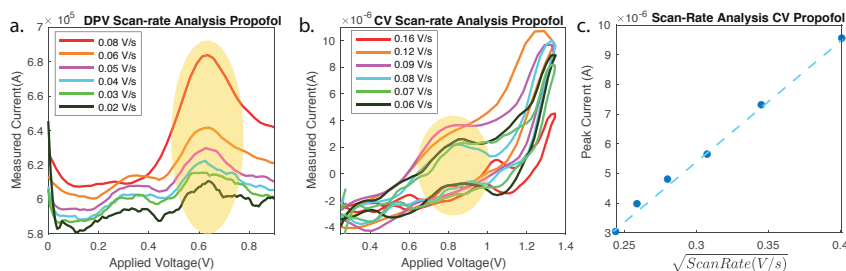 a.
DPV Scan-rate Analysis Propofol
6.10⁵
7
6.8
6.6
6.4
6.2
6
5.8
0.08 V/s
0.06 V/s
0.05 V/s
0.04 V/s
0.03 V/s
0.02 V/s
Measured Current(A)
0 0.2 0.4 0.6 0.8
Applied Voltage(V)
b.
CV Scan-rate Analysis Propofol
10⁻⁶
10
8
6
4
2
0
-2
-4
0.16 V/s
0.12 V/s
0.09 V/s
0.08 V/s
0.07 V/s
0.06 V/s
Measured Current(A)
0.4 0.6 0.8 1 1.2 1.4
Applied Voltage(V)
c.
Scan-Rate Analysis CV Propofol
10 ×10⁻⁶
9
8
7
6
5
4
3
Peak Current (A)
0.25 0.3 0.35 0.4
√ScanRate(V/s)